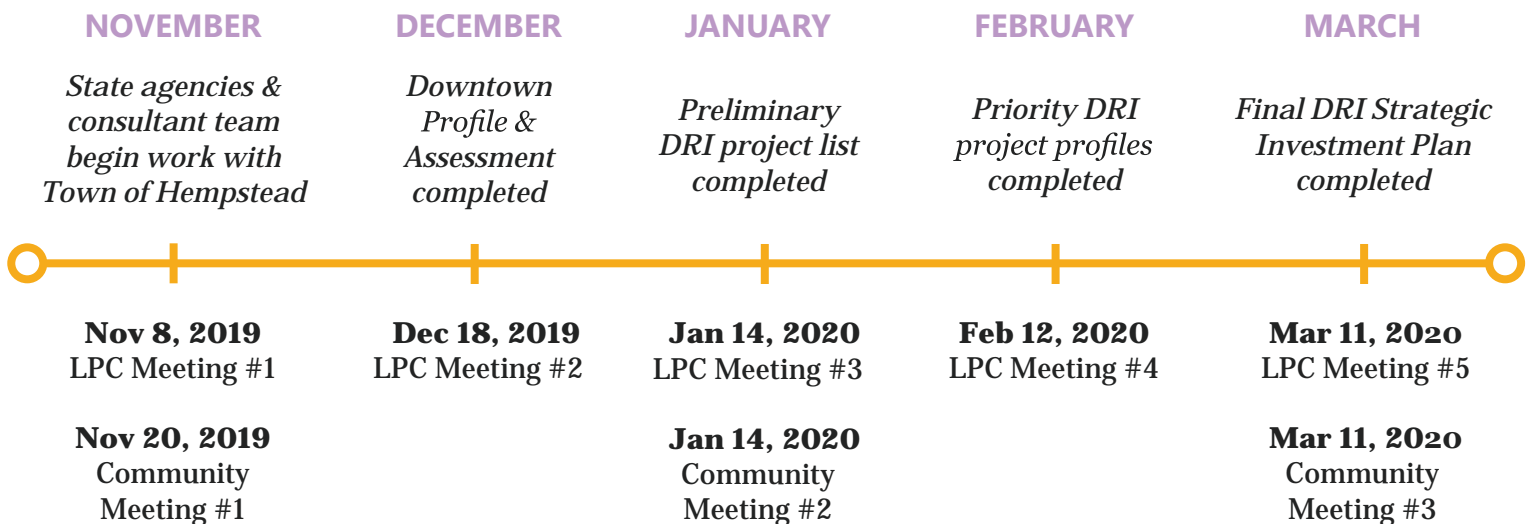 NOVEMBER
State agencies &
consultant team
begin work with
Town of Hempstead
DECEMBER
Downtown
Profile &
Assessment
completed
JANUARY
Preliminary
DRI project list
completed
FEBRUARY
Priority DRI
project profiles
completed
MARCH
Final DRI Strategic
Investment Plan
completed
Nov 8, 2019
LPC Meeting #1
Nov 20, 2019
Community
Meeting #1
Dec 18, 2019
LPC Meeting #2
Jan 14, 2020
LPC Meeting #3
Jan 14, 2020
Community
Meeting #2
Feb 12, 2020
LPC Meeting #4
Mar 11, 2020
LPC Meeting #5
Mar 11, 2020
Community
Meeting #3